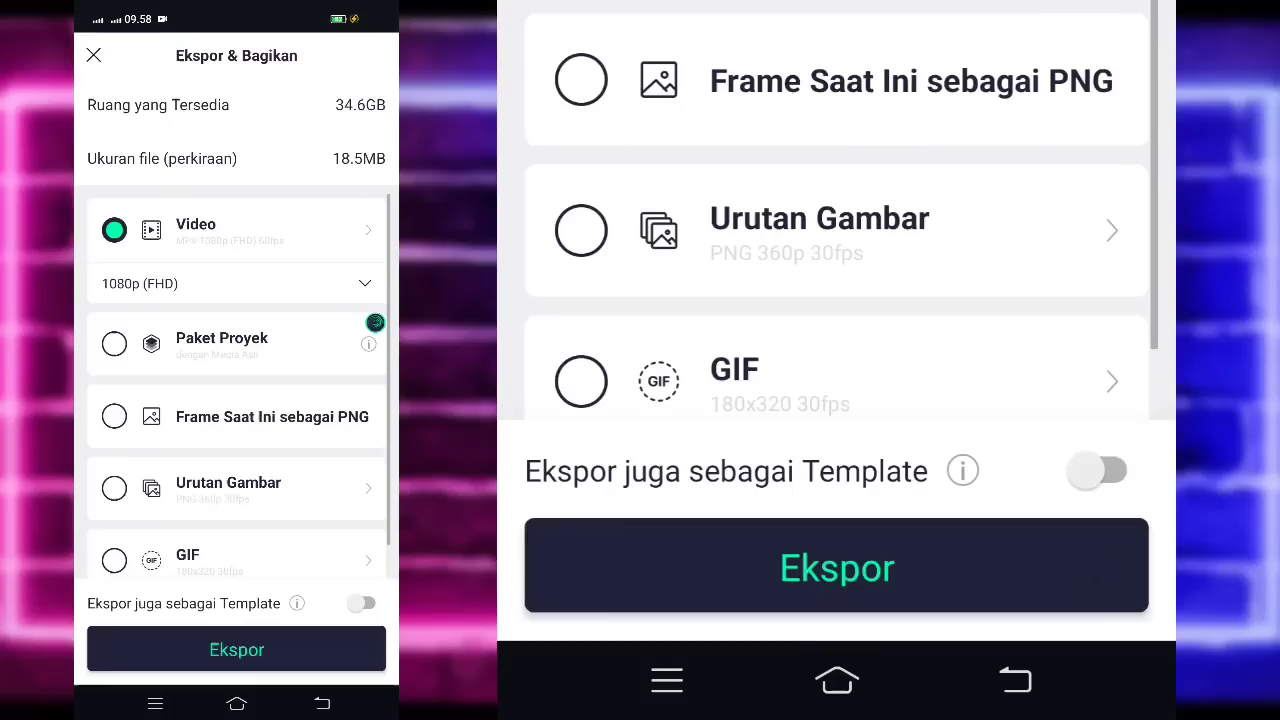 09.58
Ekspor & Bagikan
Ruang yang Tersedia 34.6GB
Ukuran file (perkiraan) 18.5MB
Video
MP4 1080p (FHD) 60fps
1080p (FHD)
Paket Proyek
dengan Media Asli
Frame Saat Ini sebagai PNG
Urutan Gambar
PNG 360p 30fps
GIF
GIF
180x320 30fps
Ekspor juga sebagai Template
Ekspor
Frame Saat Ini sebagai PNG
Urutan Gambar
PNG 360p 30fps
GIF
GIF
180x320 30fps
Ekspor juga sebagai Template
Ekspor